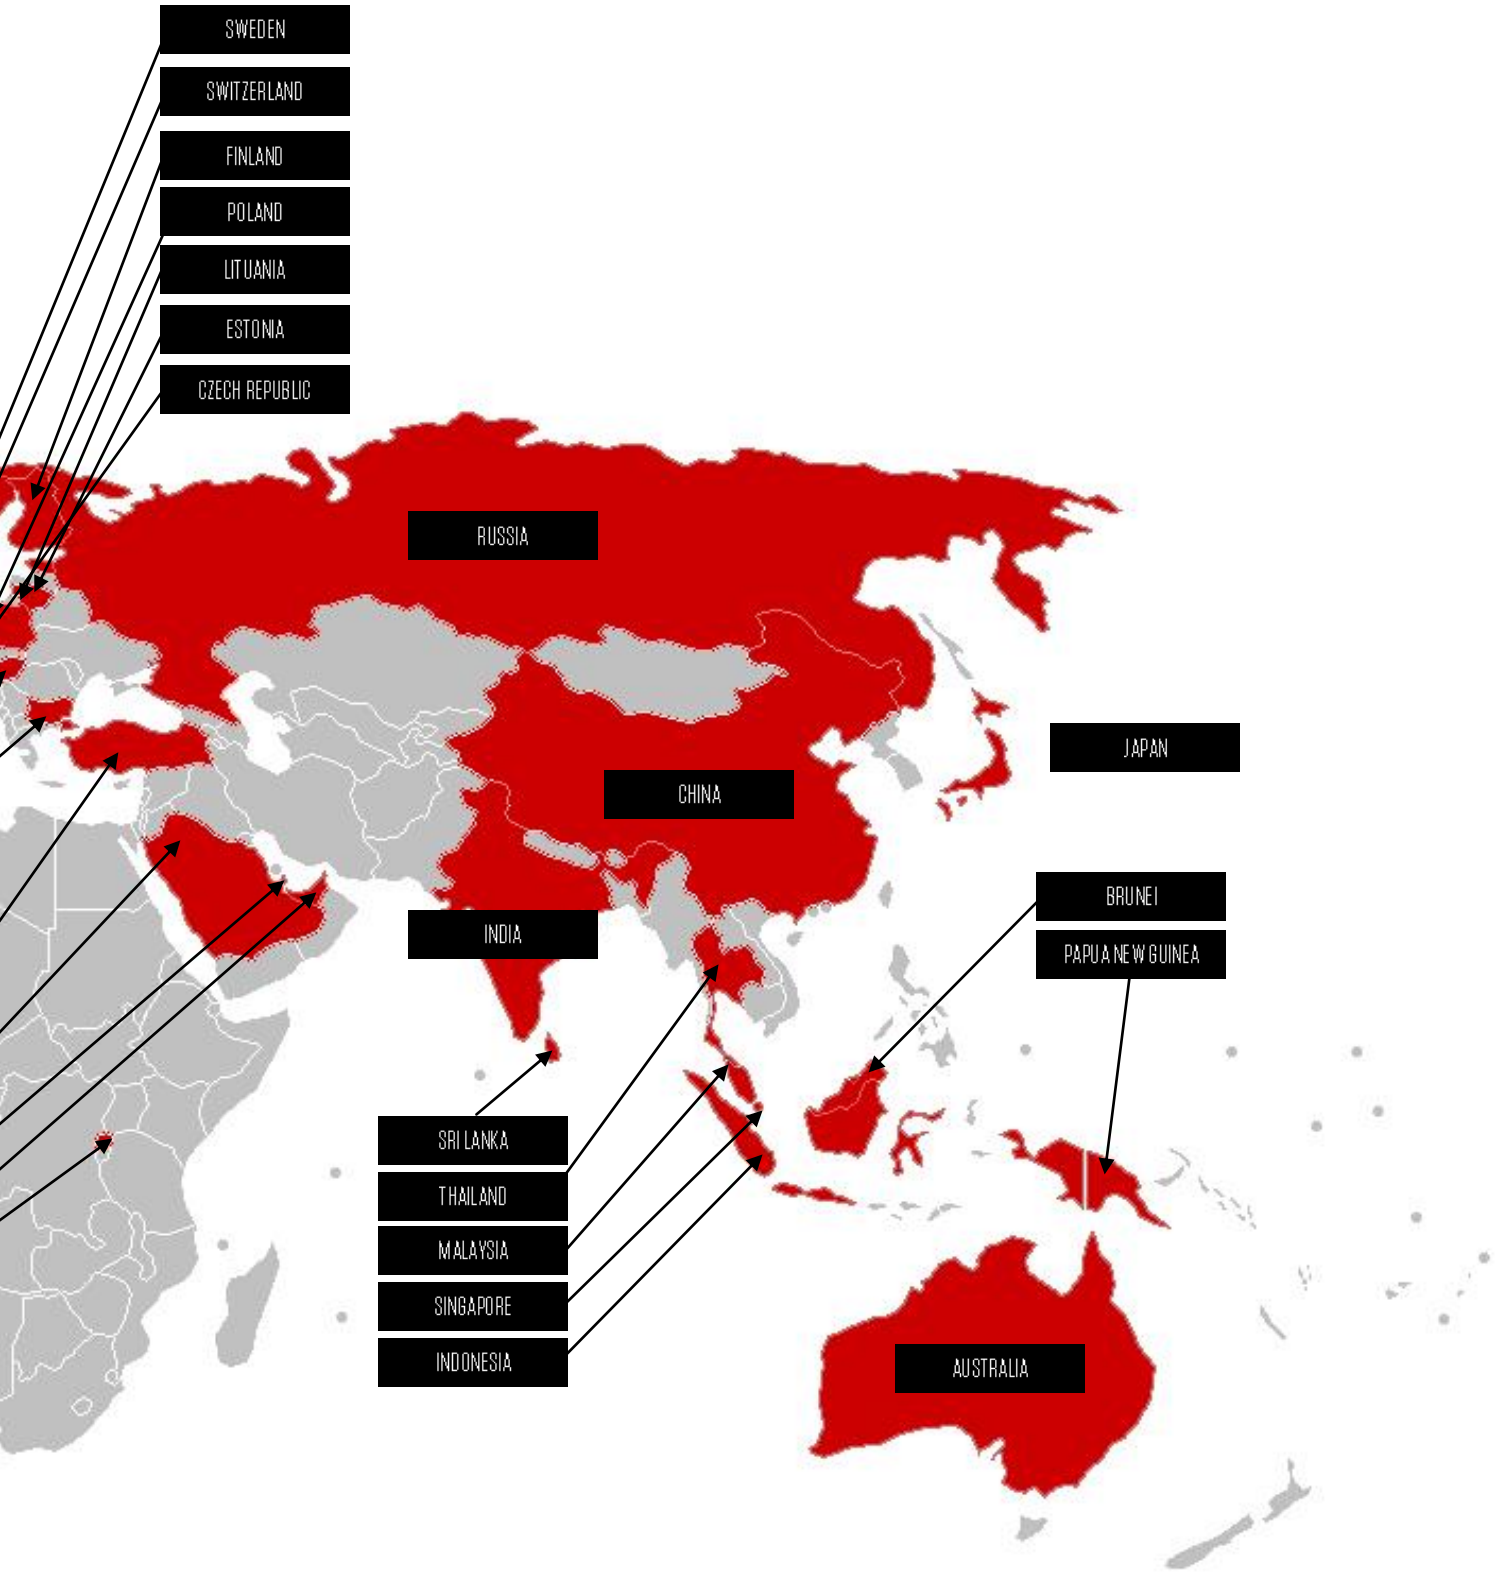 SWEDEN
SWITZERLAND
FINLAND
POLAND
LITUANIA
ESTONIA
CZECH REPUBLIC
RUSSIA
JAPAN
CHINA
BRUNEI
INDIA
PAPUA NEW GUINEA
SRI LANKA
THAILAND
MALAYSIA
SINGAPORE
INDONESIA
AUSTRALIA